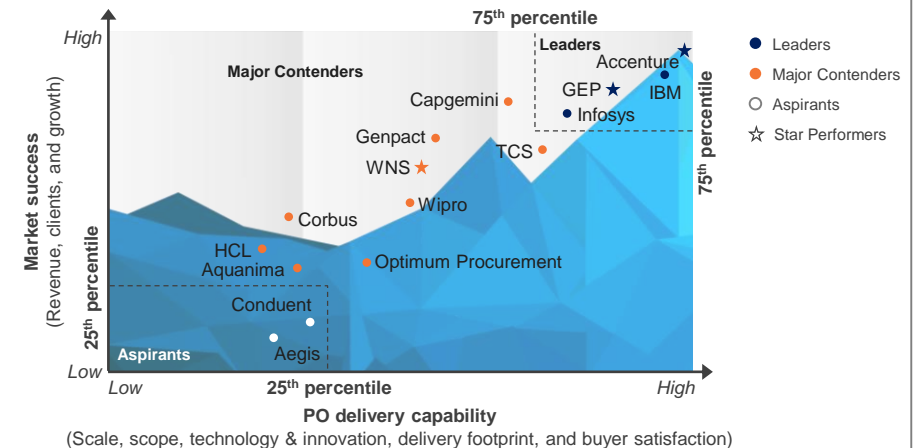 75th percentile
High
Leaders
Accenture
Major Contenders
GEP
IBM
Capgemini
Infosys
Genpact
TCS
WNS
Wipro
Corbus
HCL
Aquanima
Optimum Procurement
Conduent
Aegis
Aspirants
Market success
(Revenue, clients, and growth)
25th percentile
75th percentile
Low
Low
25th percentile
High
PO delivery capability
(Scale, scope, technology & innovation, delivery footprint, and buyer satisfaction)
Leaders
Major Contenders
Aspirants
Star Performers